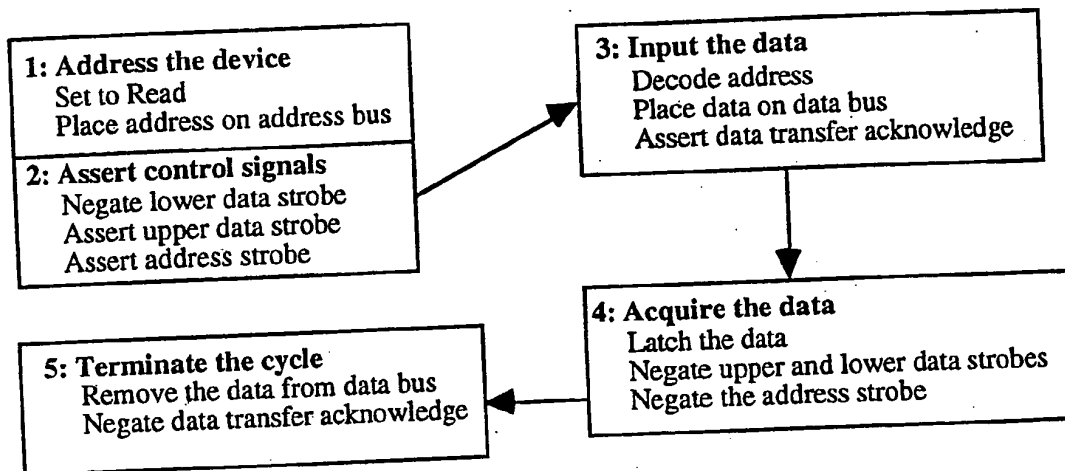 1: Address the device
Set to Read
Place address on address bus
2: Assert control signals
Negate lower data strobe
Assert upper data strobe
Assert address strobe
3: Input the data
Decode address
Place data on data bus
Assert data transfer acknowledge
4: Acquire the data
Latch the data
Negate upper and lower data strobes
Negate the address strobe
5: Terminate the cycle
Remove the data from data bus
Negate data transfer acknowledge